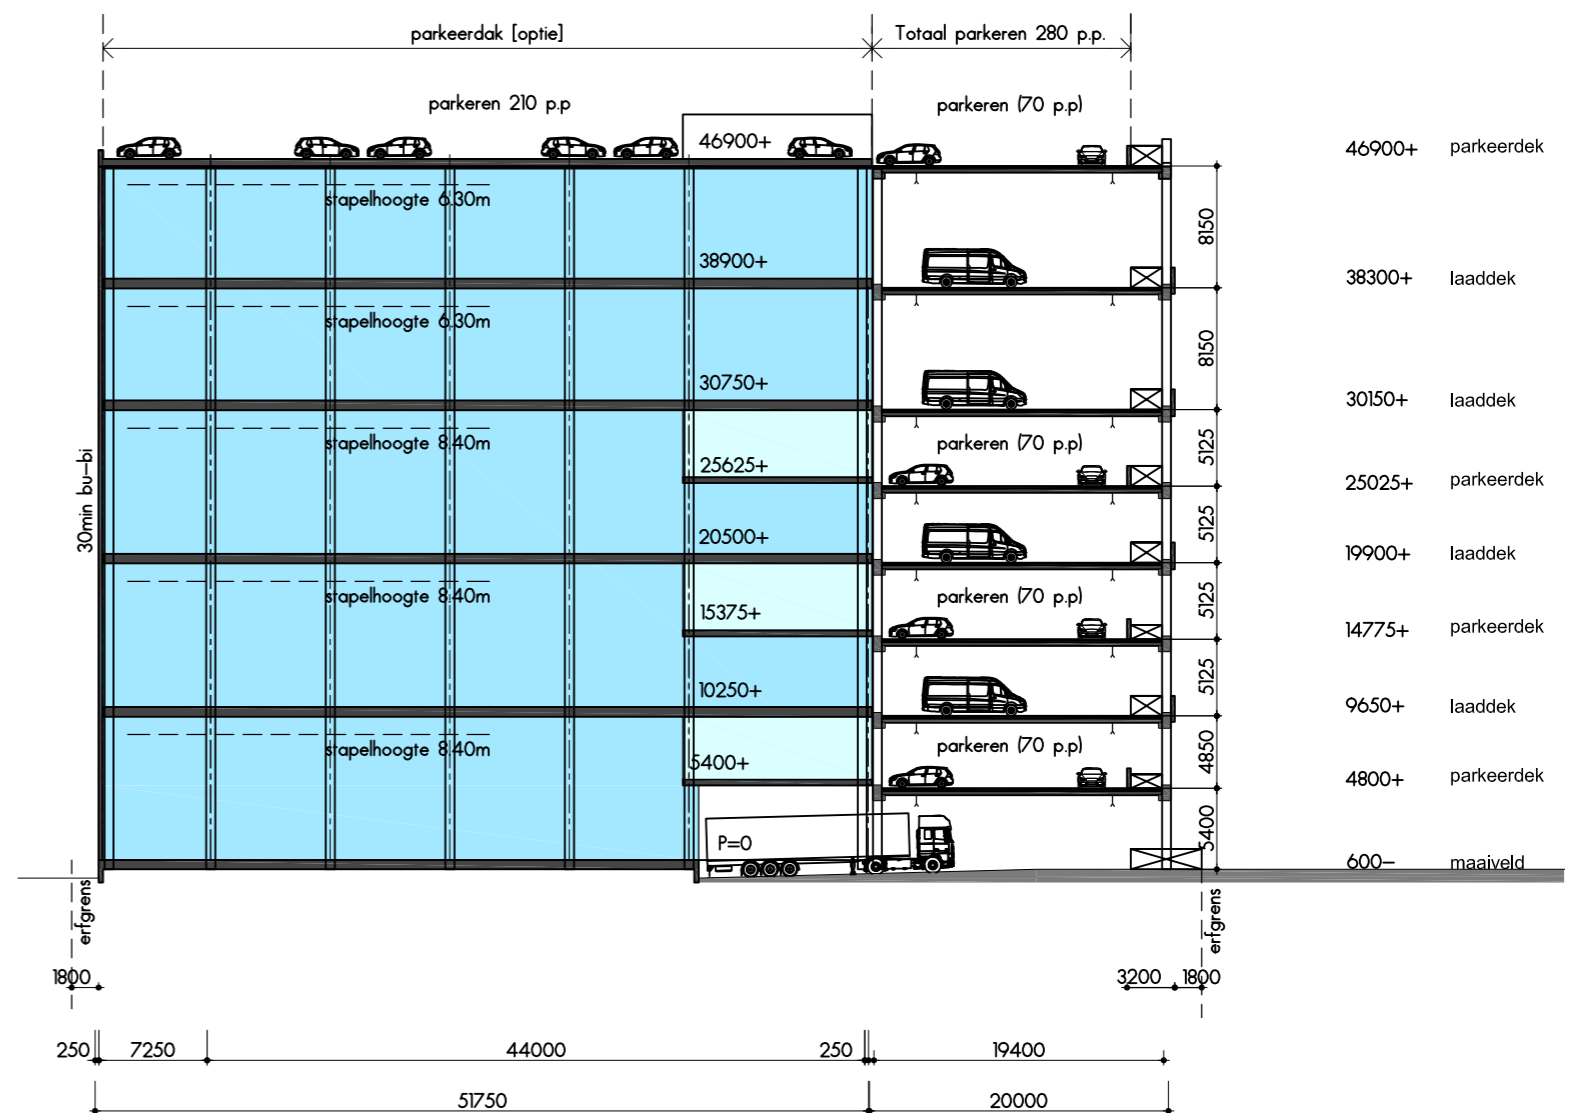 parkeerdak [optie]
Totaal parkeren 280 p.p.
parkeren 210 p.p
parkeren (70 p.p)
46900+
46900+ parkeerdek
stapelhoogte 6.30m
8150
38900+
38300+ laaddek
stapelhoogte 6.30m
8150
30750+
30150+ laaddek
stapelhoogte 8.40m
parkeren (70 p.p)
5125
25625+
25025+ parkeerdek
30min bu-bi
5125
20500+
19900+ laaddek
stapelhoogte 8.40m
parkeren (70 p.p)
5125
15375+
14775+ parkeerdek
5125
10250+
9650+ laaddek
stapelhoogte 8.40m
parkeren (70 p.p)
4850
5400+
4800+ parkeerdek
5400
P=0
600- maaiveld
erfgrens
erfgrens
1800
3200 1800
250 7250 44000 250 19400
51750 20000